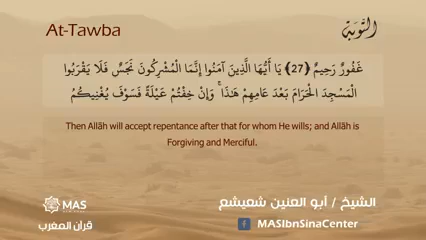 At-Tawba
التوبة
غَفُورٌ رَحِيمٌ ﴿27﴾ يَا أَيُّهَا الَّذِينَ آمَنُوا إِنَّمَا الْمُشْرِكُونَ نَجَسٌ فَلَا يَقْرَبُوا
الْمَسْجِدَ الْحَرَامَ بَعْدَ عَامِهِمْ هَٰذَا ۚ وَإِنْ خِفْتُمْ عَيْلَةً فَسَوْفَ يُغْنِيكُمُ
Then Allāh will accept repentance after that for whom He wills; and Allāh is
Forgiving and Merciful.
الشيخ / أبو العنين شعيشع
MAS
MASIbnSinaCenter
قرآن المغرب